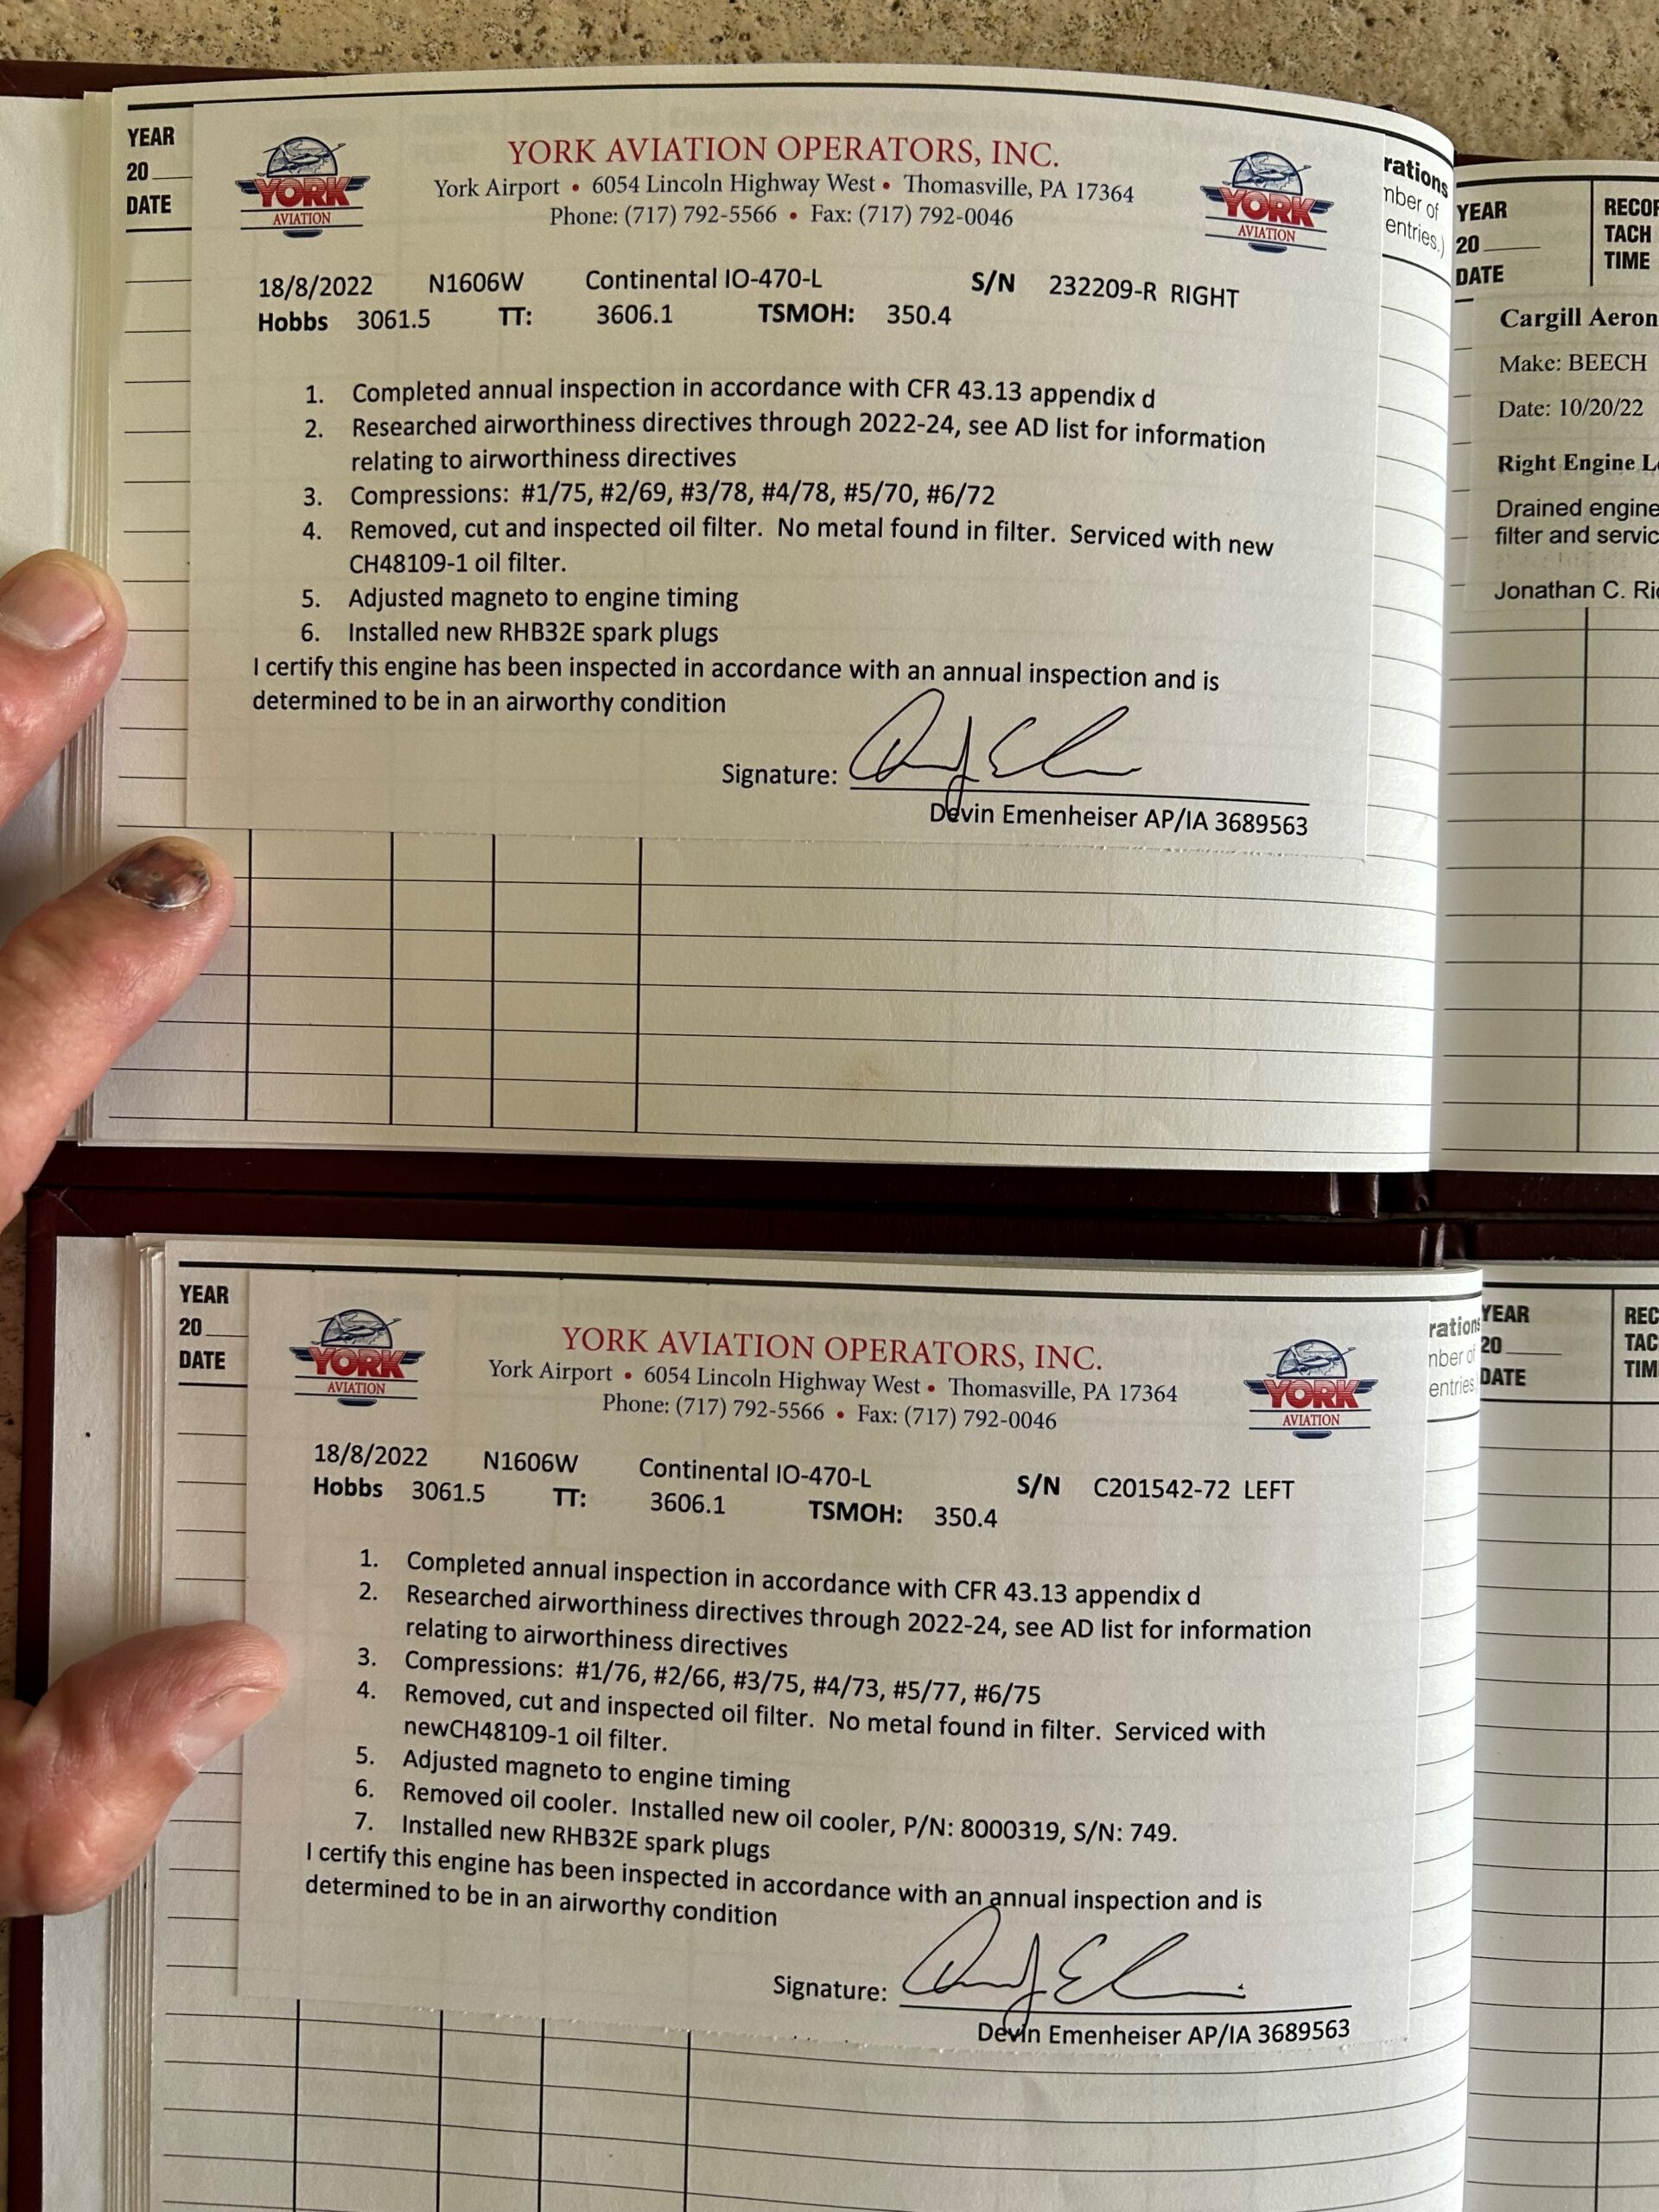 YEAR
20
DATE
YORK
AVIATION
YORK AVIATION OPERATORS, INC.
York Airport • 6054 Lincoln Highway West • Thomasville, PA 17364
Phone: (717) 792-5566 • Fax: (717) 792-0046
YORK
AVIATION
18/8/2022 N1606W Continental IO-470-L S/N 232209-R RIGHT
Hobbs 3061.5 TT: 3606.1 TSMOH: 350.4
1. Completed annual inspection in accordance with CFR 43.13 appendix d
2. Researched airworthiness directives through 2022-24, see AD list for information
relating to airworthiness directives
3. Compressions: #1/75, #2/69, #3/78, #4/78, #5/70, #6/72
4. Removed, cut and inspected oil filter. No metal found in filter. Serviced with new
CH48109-1 oil filter.
5. Adjusted magneto to engine timing
6. Installed new RHB32E spark plugs
I certify this engine has been inspected in accordance with an annual inspection and is
determined to be in an airworthy condition
Signature:
Devin Emenheiser AP/IA 3689563
rations
mber of
entries.)
YEAR
20
DATE
RECOR
TACH
TIME
Cargill Aeron
Make: BEECH
Date: 10/20/22
Right Engine L
Drained engine
filter and servic
Jonathan C. Ri
YEAR
20
DATE
YORK
AVIATION
YORK AVIATION OPERATORS, INC.
York Airport • 6054 Lincoln Highway West • Thomasville, PA 17364
Phone: (717) 792-5566 • Fax: (717) 792-0046
YORK
AVIATION
18/8/2022 N1606W Continental IO-470-L S/N C201542-72 LEFT
Hobbs 3061.5 TT: 3606.1 TSMOH: 350.4
1. Completed annual inspection in accordance with CFR 43.13 appendix d
2. Researched airworthiness directives through 2022-24, see AD list for information
relating to airworthiness directives
3. Compressions: #1/76, #2/66, #3/75, #4/73, #5/77, #6/75
4. Removed, cut and inspected oil filter. No metal found in filter. Serviced with
newCH48109-1 oil filter.
5. Adjusted magneto to engine timing
6. Removed oil cooler. Installed new oil cooler, P/N: 8000319, S/N: 749.
7. Installed new RHB32E spark plugs
I certify this engine has been inspected in accordance with an annual inspection and is
determined to be in an airworthy condition
Signature:
Devin Emenheiser AP/IA 3689563
rations
nber of
entries.
YEAR
20
DATE
REC
TAC
TIM